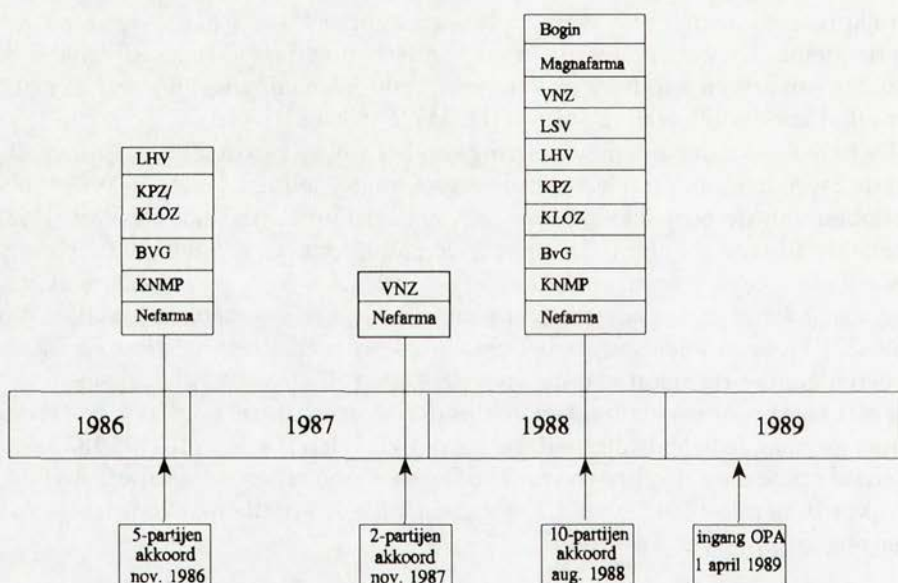 Bogin
Magnafarma
VNZ
LSV
LHV
KPZ
KLOZ
BvG
KNMP
Nefarma
LHV
KPZ/
KLOZ
BVG
KNMP
Nefarma
VNZ
Nefarma
1986
1987
1988
1989
5-partijen
akkoord
nov. 1986
2-partijen
akkoord
nov. 1987
10-partijen
akkoord
aug. 1988
ingang OPA
1 april 1989